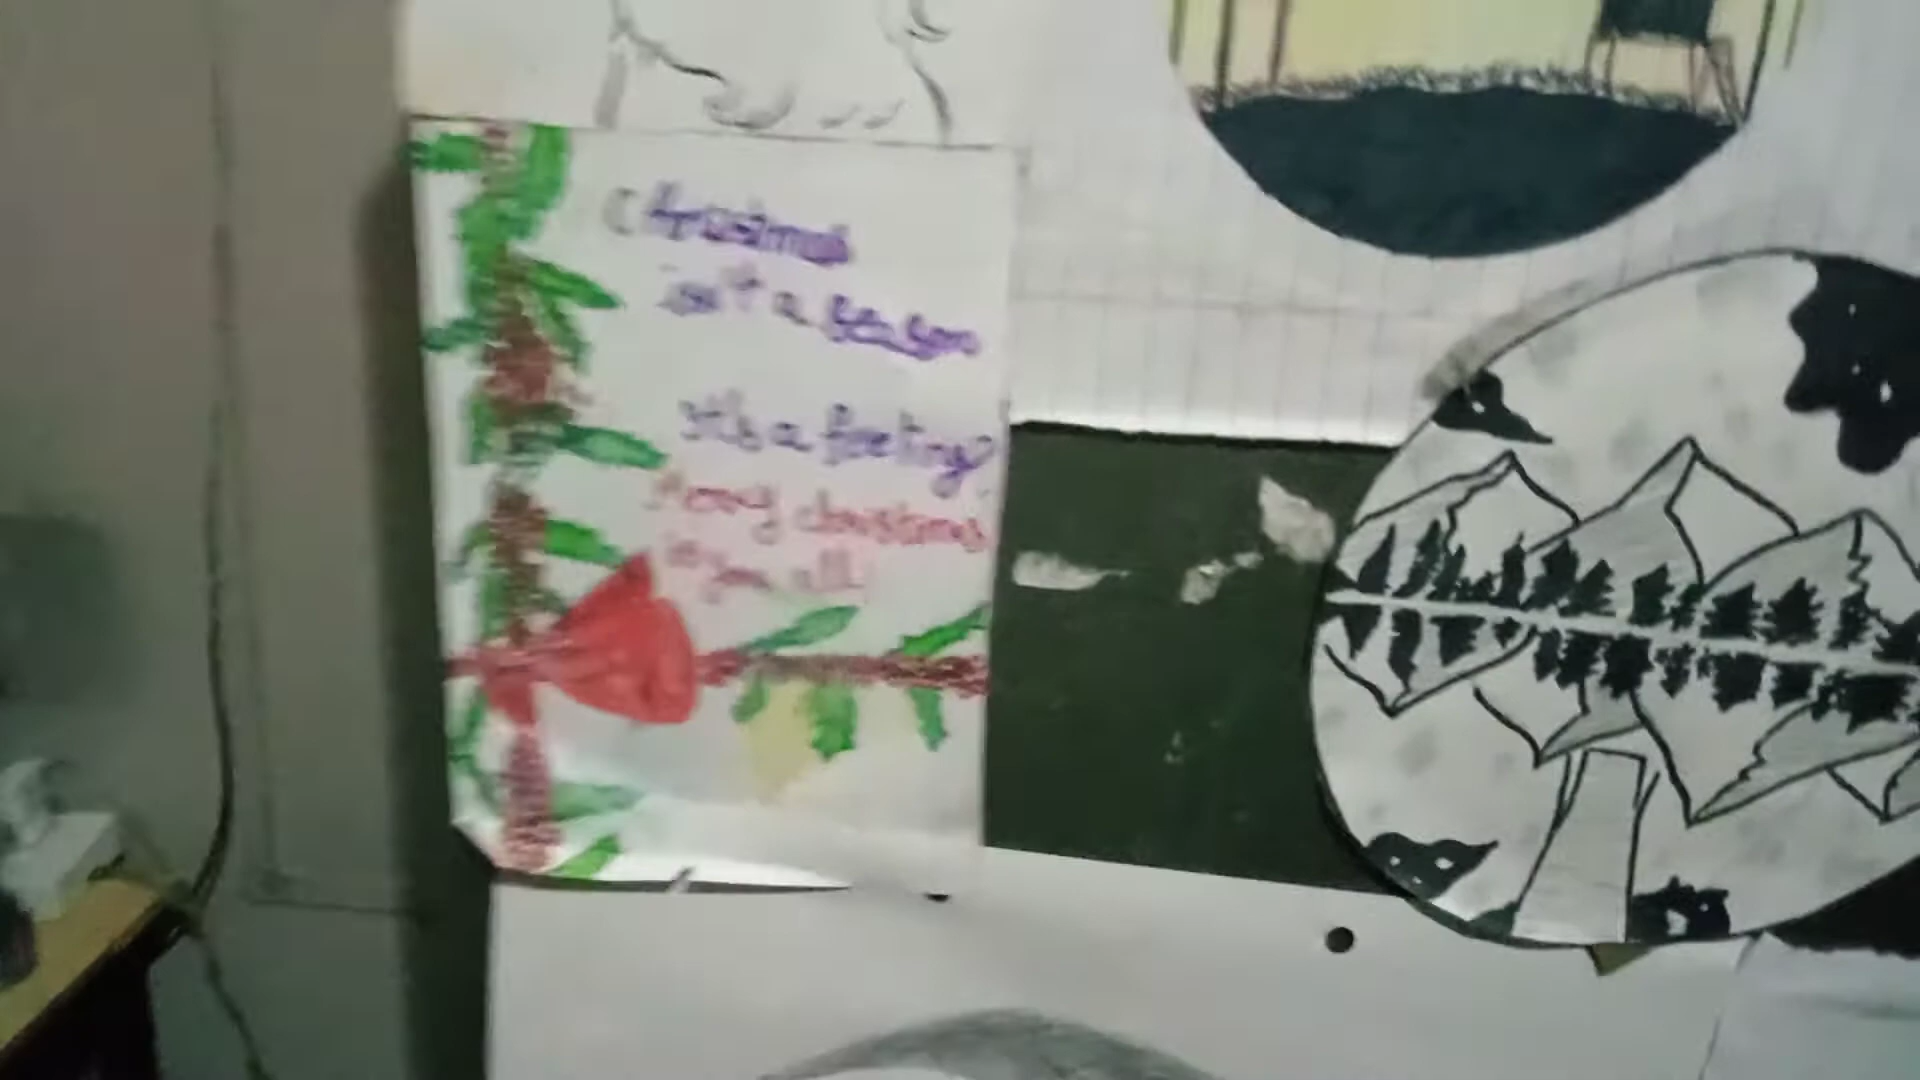 Christmas
isn't a season
It's a feeling?
Merry christmas
to you all!